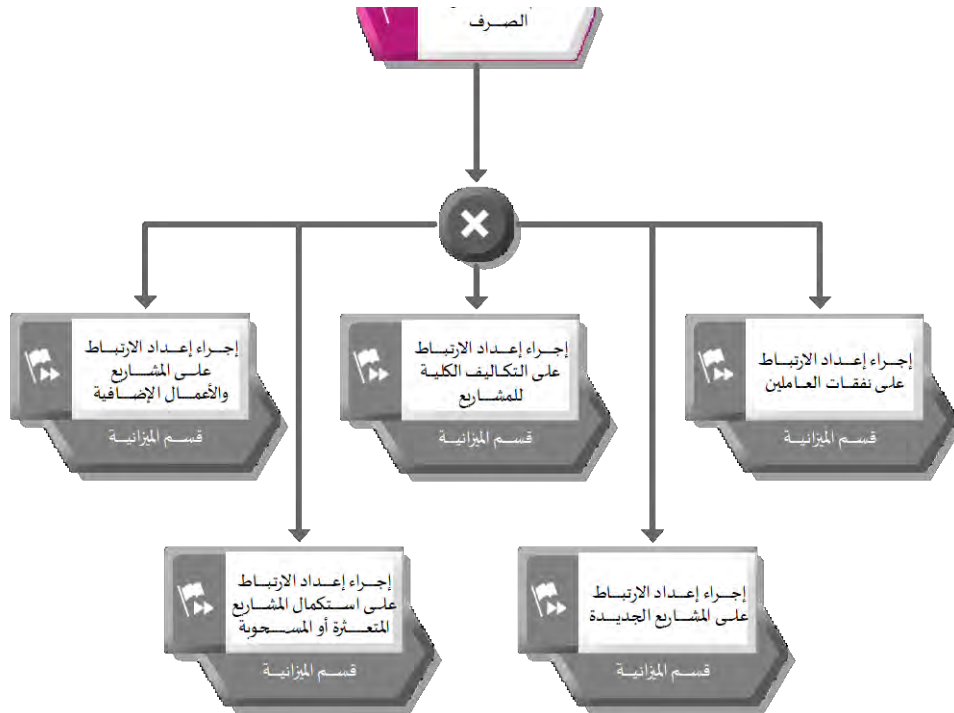 الصرف
إجراء إعداد الارتباط
على نفقات العاملين
قسم الميزانية
إجراء إعداد الارتباط
على التكاليف الكلية
للمشاريع
قسم الميزانية
إجراء إعداد الارتباط
على المشاريع
والأعمال الإضافية
قسم الميزانية
إجراء إعداد الارتباط
على المشاريع الجديدة
قسم الميزانية
إجراء إعداد الارتباط
على استكمال المشاريع
المتعثرة أو المسحوبة
قسم الميزانية